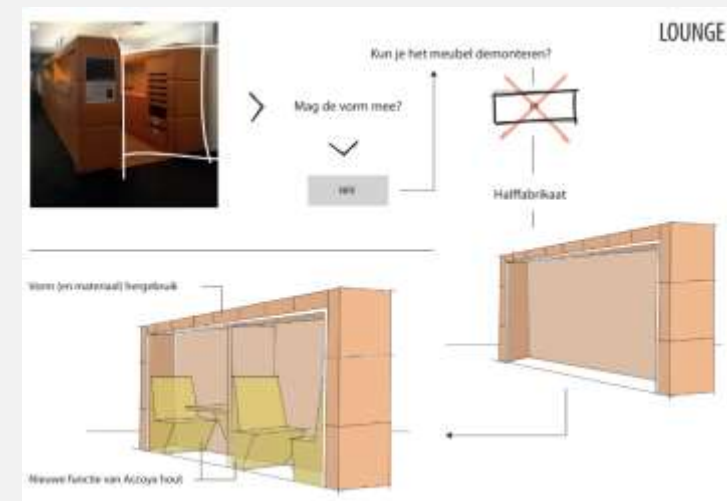 LOUNGE
Kun je het meubel demonteren?
Mag de vorm mee?
Halffabrikaat
Vorm (en materiaal) hergebruik
Nieuwe functie van Accoya hout